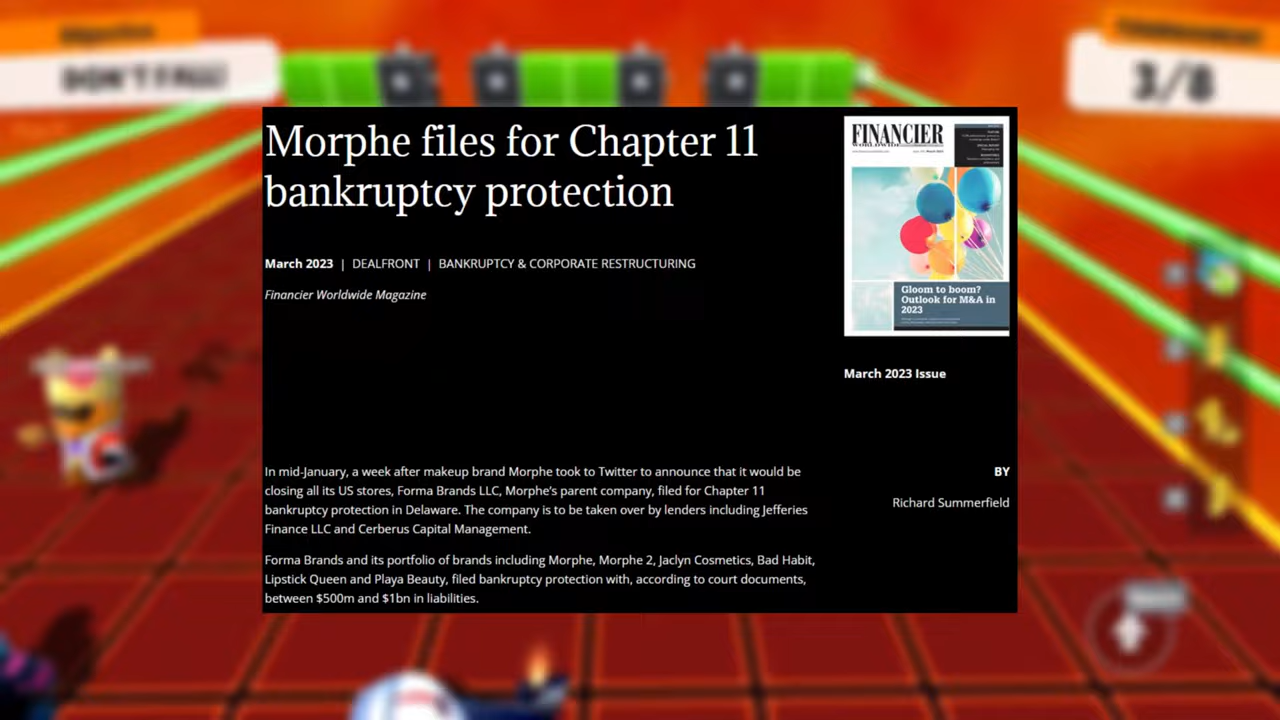 DON'T FALL!
3/8
Morphe files for Chapter 11
bankruptcy protection
March 2023 | DEALFRONT | BANKRUPTCY & CORPORATE RESTRUCTURING
Financier Worldwide Magazine
In mid-January, a week after makeup brand Morphe took to Twitter to announce that it would be
closing all its US stores, Forma Brands LLC, Morphe’s parent company, filed for Chapter 11
bankruptcy protection in Delaware. The company is to be taken over by lenders including Jefferies
Finance LLC and Cerberus Capital Management.
Forma Brands and its portfolio of brands including Morphe, Morphe 2, Jaclyn Cosmetics, Bad Habit,
Lipstick Queen and Playa Beauty, filed bankruptcy protection with, according to court documents,
between $500m and $1bn in liabilities.
FINANCIER
WORLDWIDE
Gloom to boom?
Outlook for M&A in
2023
March 2023 Issue
BY
Richard Summerfield